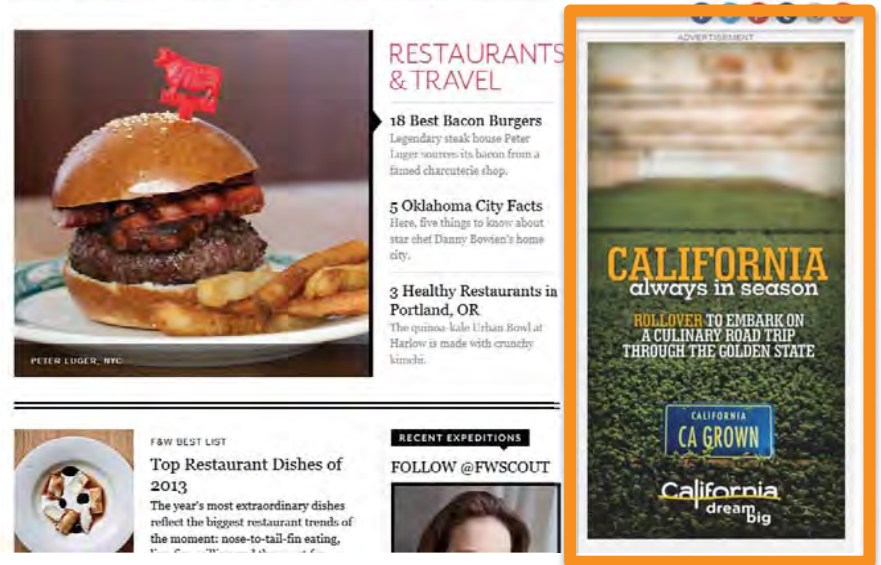 RESTAURANTS
& TRAVEL
18 Best Bacon Burgers
Legendary steak house Peter
Luger sources its bacon from a
famed charcuterie shop.
5 Oklahoma City Facts
Here, five things to know about
star chef Danny Bowien's home
city.
3 Healthy Restaurants in
Portland, OR
The quinoa-kale Urban Bowl at
Harlow is made with crunchy
kimchi.
PETER LUGER, NYC
F&W BEST LIST
Top Restaurant Dishes of
2013
The year's most extraordinary dishes
reflect the biggest restaurant trends of
the moment: nose-to-tail-fin eating,
RECENT EXPEDITIONS
FOLLOW @FWSCOUT
ADVERTISEMENT
CALIFORNIA
always in season
ROLLOVER TO EMBARK ON
A CULINARY ROAD TRIP
THROUGH THE GOLDEN STATE
CALIFORNIA
CA GROWN
California
dream
big